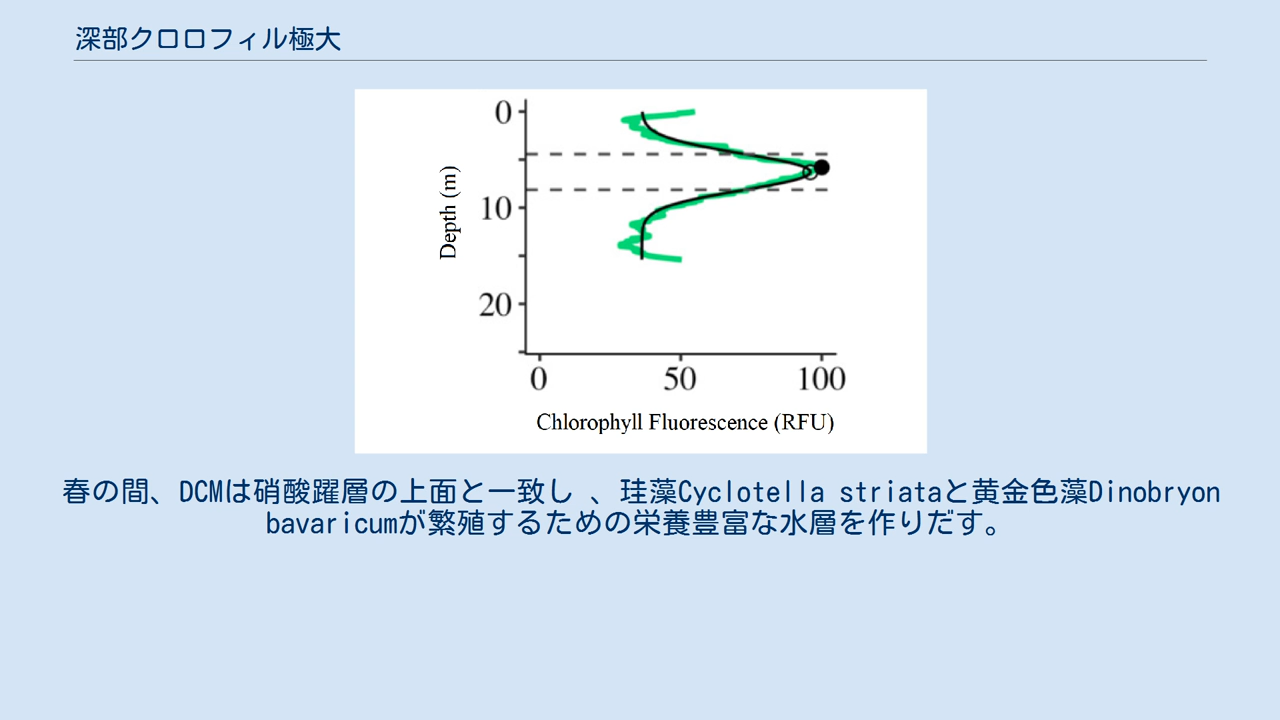 深部クロロフィル極大
0
10
20
Depth (m)
0 50 100
Chlorophyll Fluorescence (RFU)
春の間、DCMは硝酸躍層の上面と一致し 、珪藻Cyclotella striataと黄金色藻Dinobryon
bavaricumが繁殖するための栄養豊富な水層を作りだす。